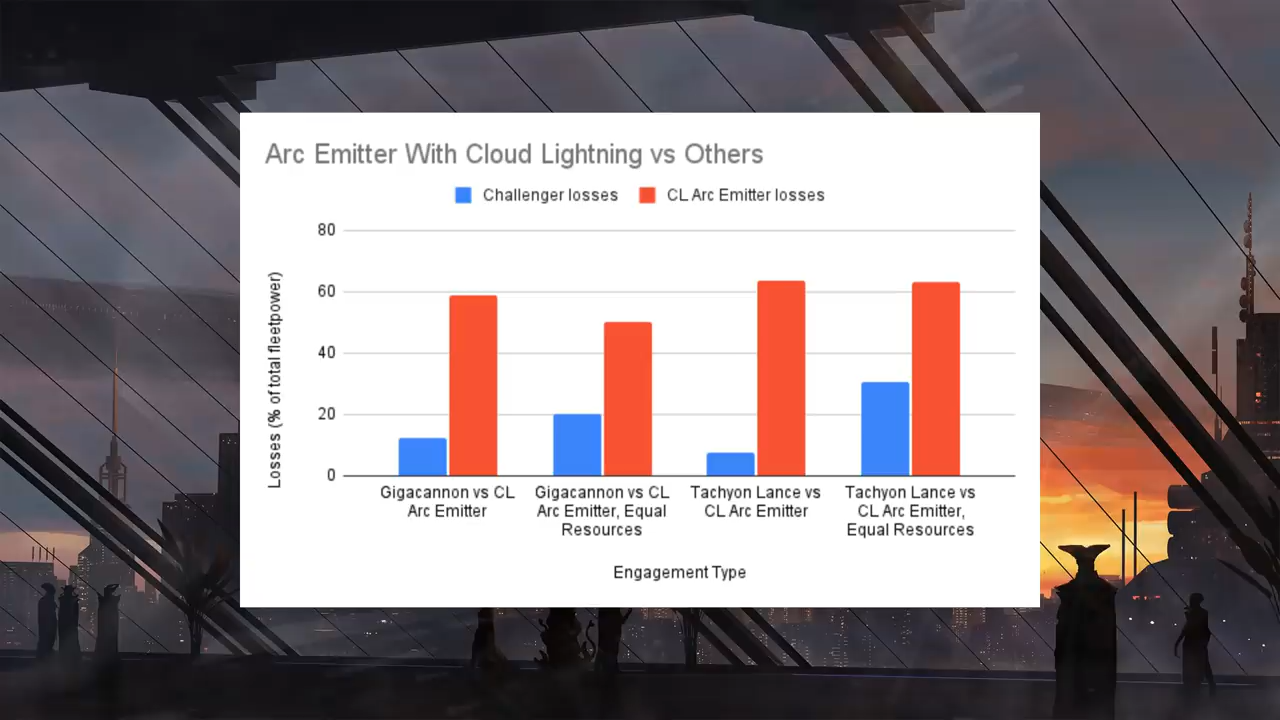 Arc Emitter With Cloud Lightning vs Others
Challenger losses
CL Arc Emitter losses
Losses (% of total fleetpower)
80
60
40
20
0
Gigacannon vs CL
Arc Emitter
Gigacannon vs CL
Arc Emitter, Equal
Resources
Tachyon Lance vs
CL Arc Emitter
Tachyon Lance vs
CL Arc Emitter,
Equal Resources
Engagement Type